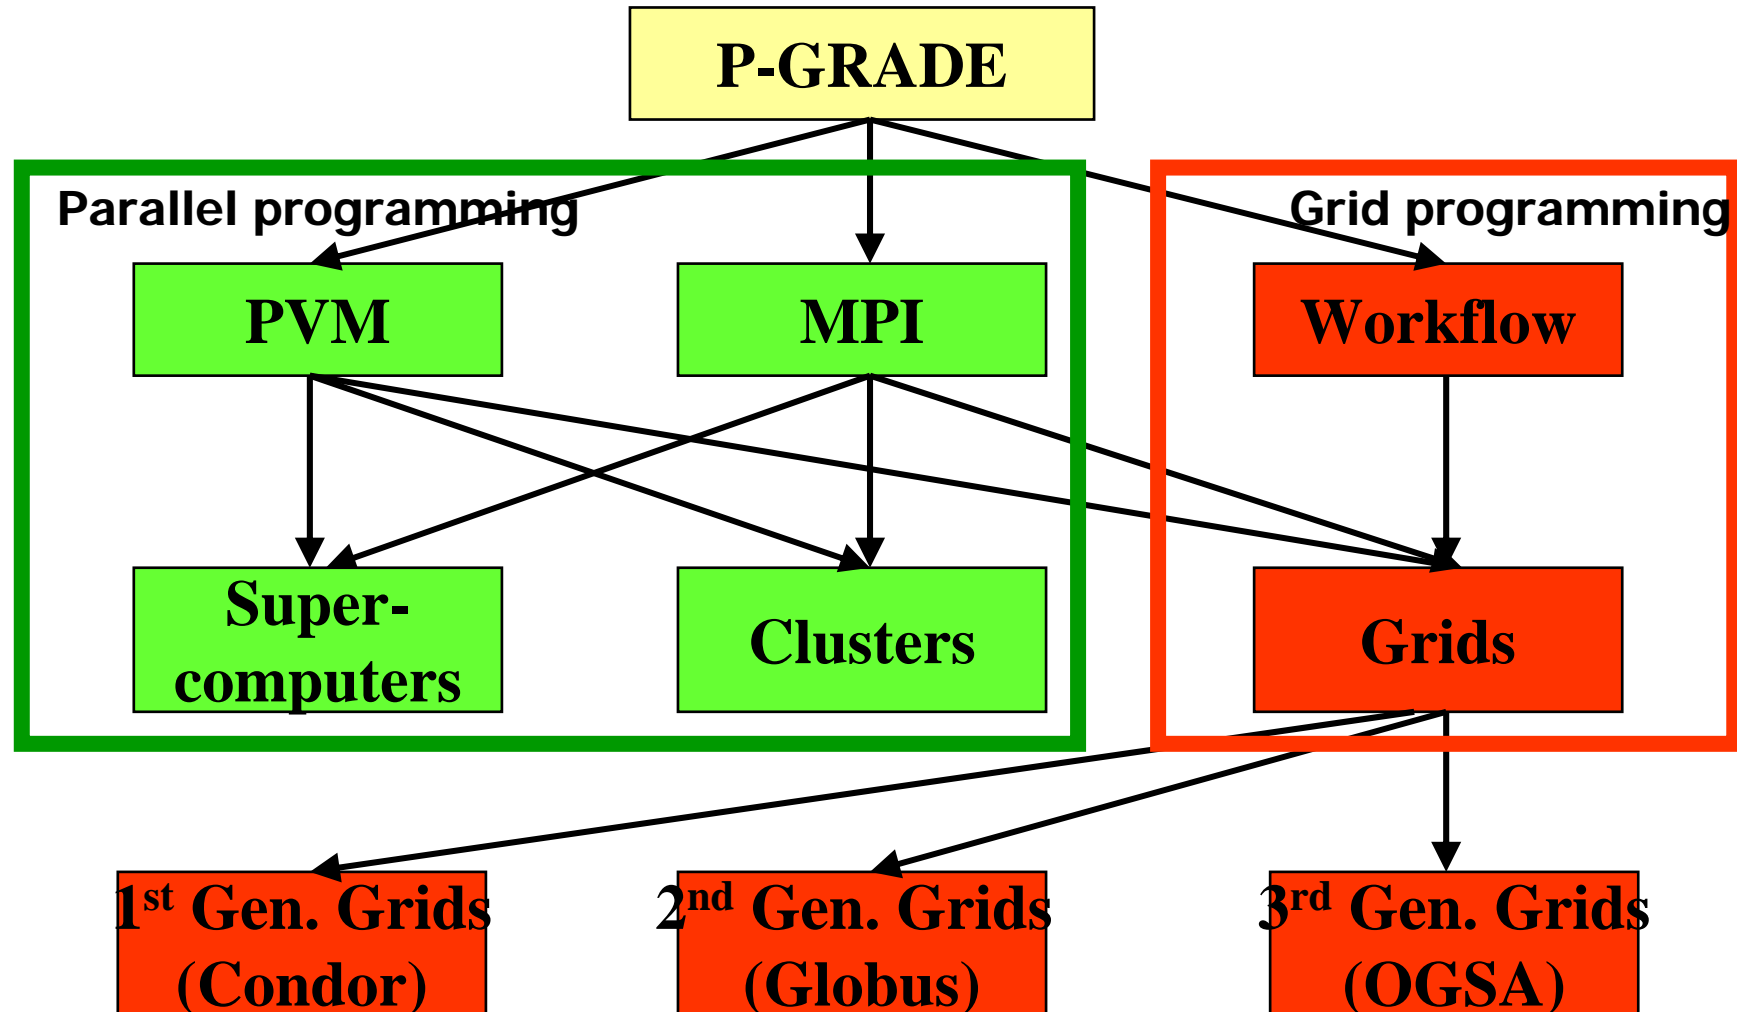 P-GRADE
Parallel programming
Grid programming
PVM
MPI
Workflow
Super-
computers
Clusters
Grids
1st Gen. Grids
(Condor)
2nd Gen. Grids
(Globus)
3rd Gen. Grids
(OGSA)